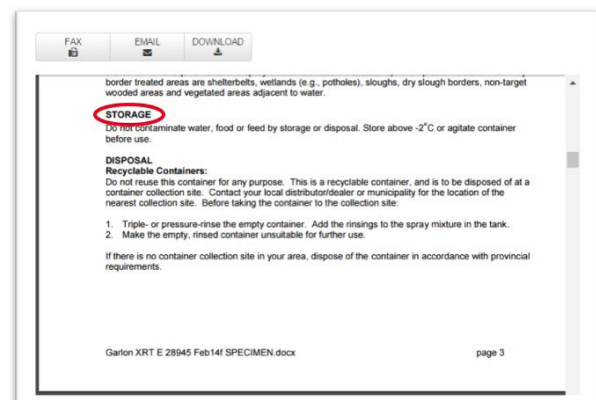 FAX EMAIL DOWNLOAD
border treated areas are shelterbelts, wetlands (e.g., potholes), sloughs, dry slough borders, non-target
wooded areas and vegetated areas adjacent to water.
STORAGE
Do not contaminate water, food or feed by storage or disposal. Store above -2°C or agitate container
before use.
DISPOSAL
Recyclable Containers:
Do not reuse this container for any purpose. This is a recyclable container, and is to be disposed of at a
container collection site. Contact your local distributor/dealer or municipality for the location of the
nearest collection site. Before taking the container to the collection site:
1. Triple- or pressure-rinse the empty container. Add the rinsings to the spray mixture in the tank.
2. Make the empty, rinsed container unsuitable for further use.
If there is no container collection site in your area, dispose of the container in accordance with provincial
requirements.
Garlon XRT E 28945 Feb14f SPECIMEN.docx page 3